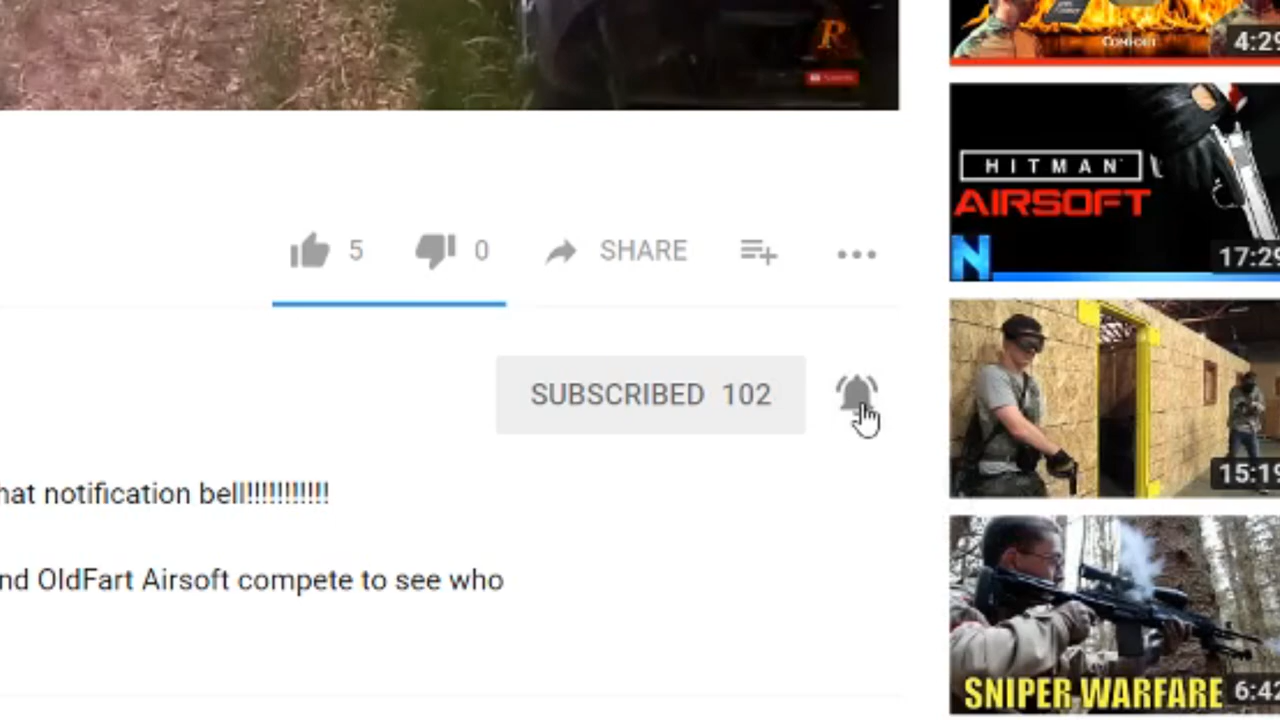 R
COMFORT
4:29
HITMAN
AIRSOFT
N
17:29
5 0 SHARE
SUBSCRIBED 102
15:19
hat notification bell!!!!!!!!!!!!
nd OldFart Airsoft compete to see who
SNIPER WARFARE
6:42